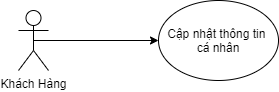 Cập nhật thông tin
cá nhân
Khách Hàng